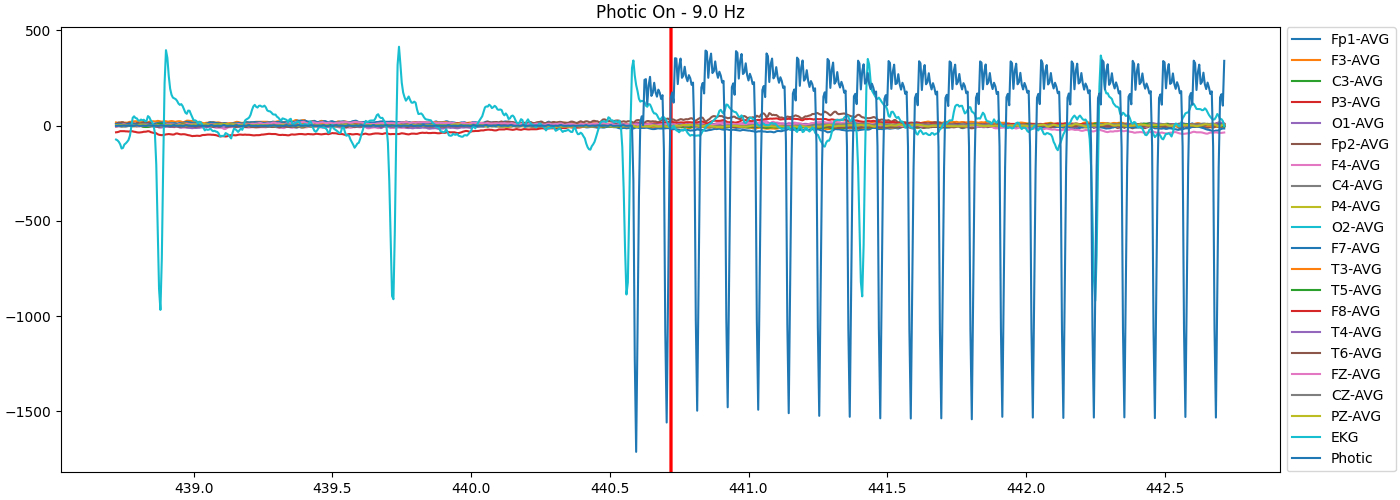 Photic On - 9.0 Hz
500
0
−500
−1000
−1500
439.0
439.5
440.0
440.5
441.0
441.5
442.0
442.5
Fp1-AVG
F3-AVG
C3-AVG
P3-AVG
O1-AVG
Fp2-AVG
F4-AVG
C4-AVG
P4-AVG
O2-AVG
F7-AVG
T3-AVG
T5-AVG
F8-AVG
T4-AVG
T6-AVG
FZ-AVG
CZ-AVG
PZ-AVG
EKG
Photic